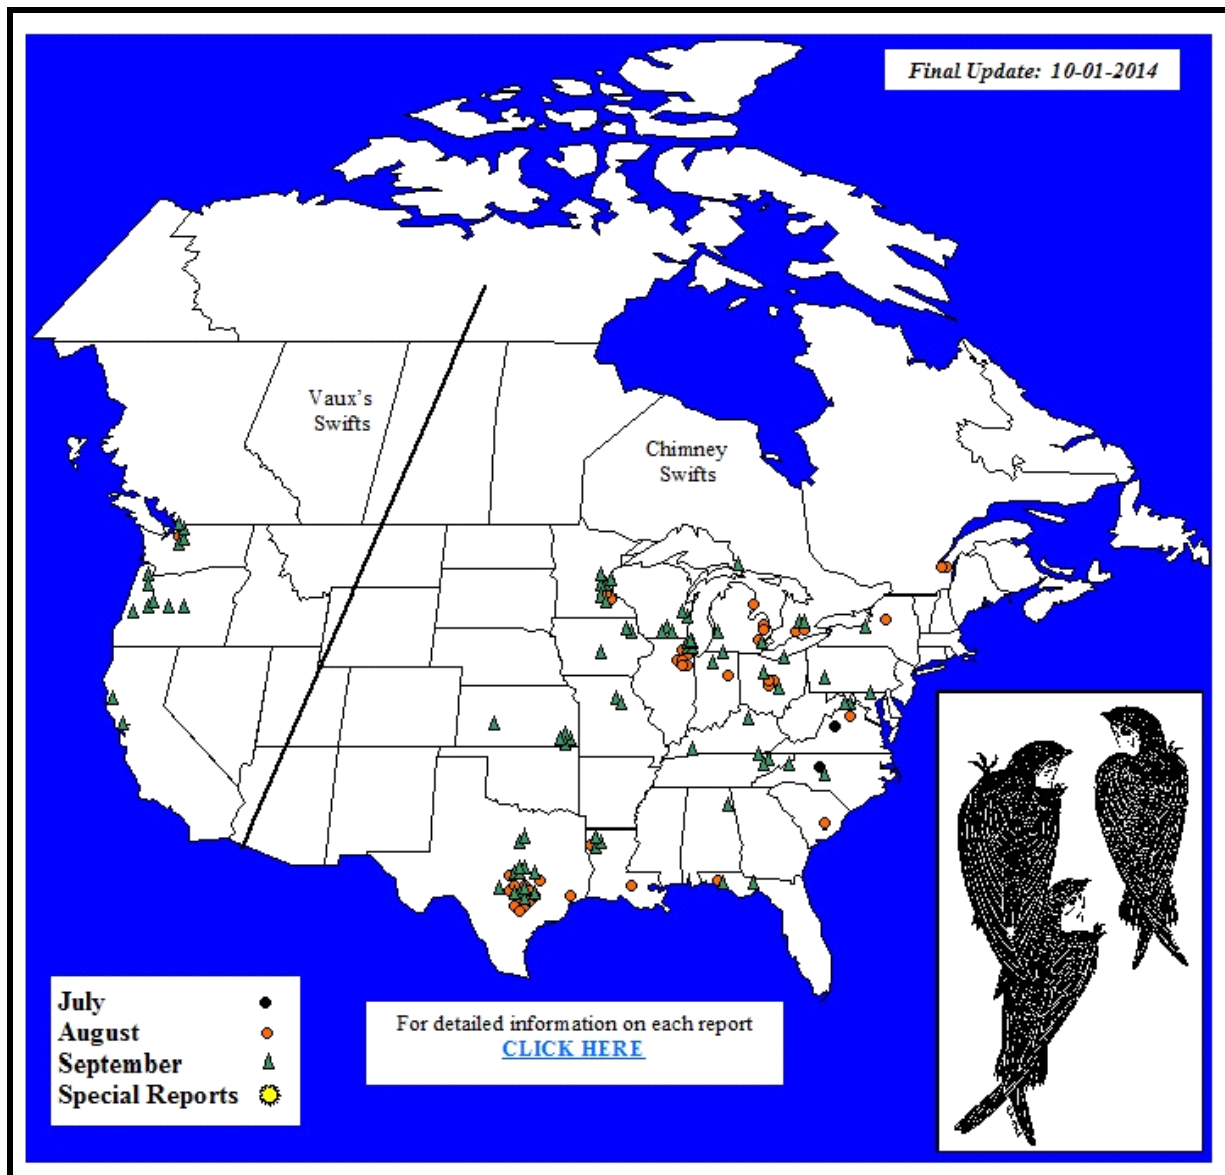 Final Update: 10-01-2014
Vaux's
Swifts
Chimney
Swifts
July
August
September
Special Reports
For detailed information on each report
CLICK HERE